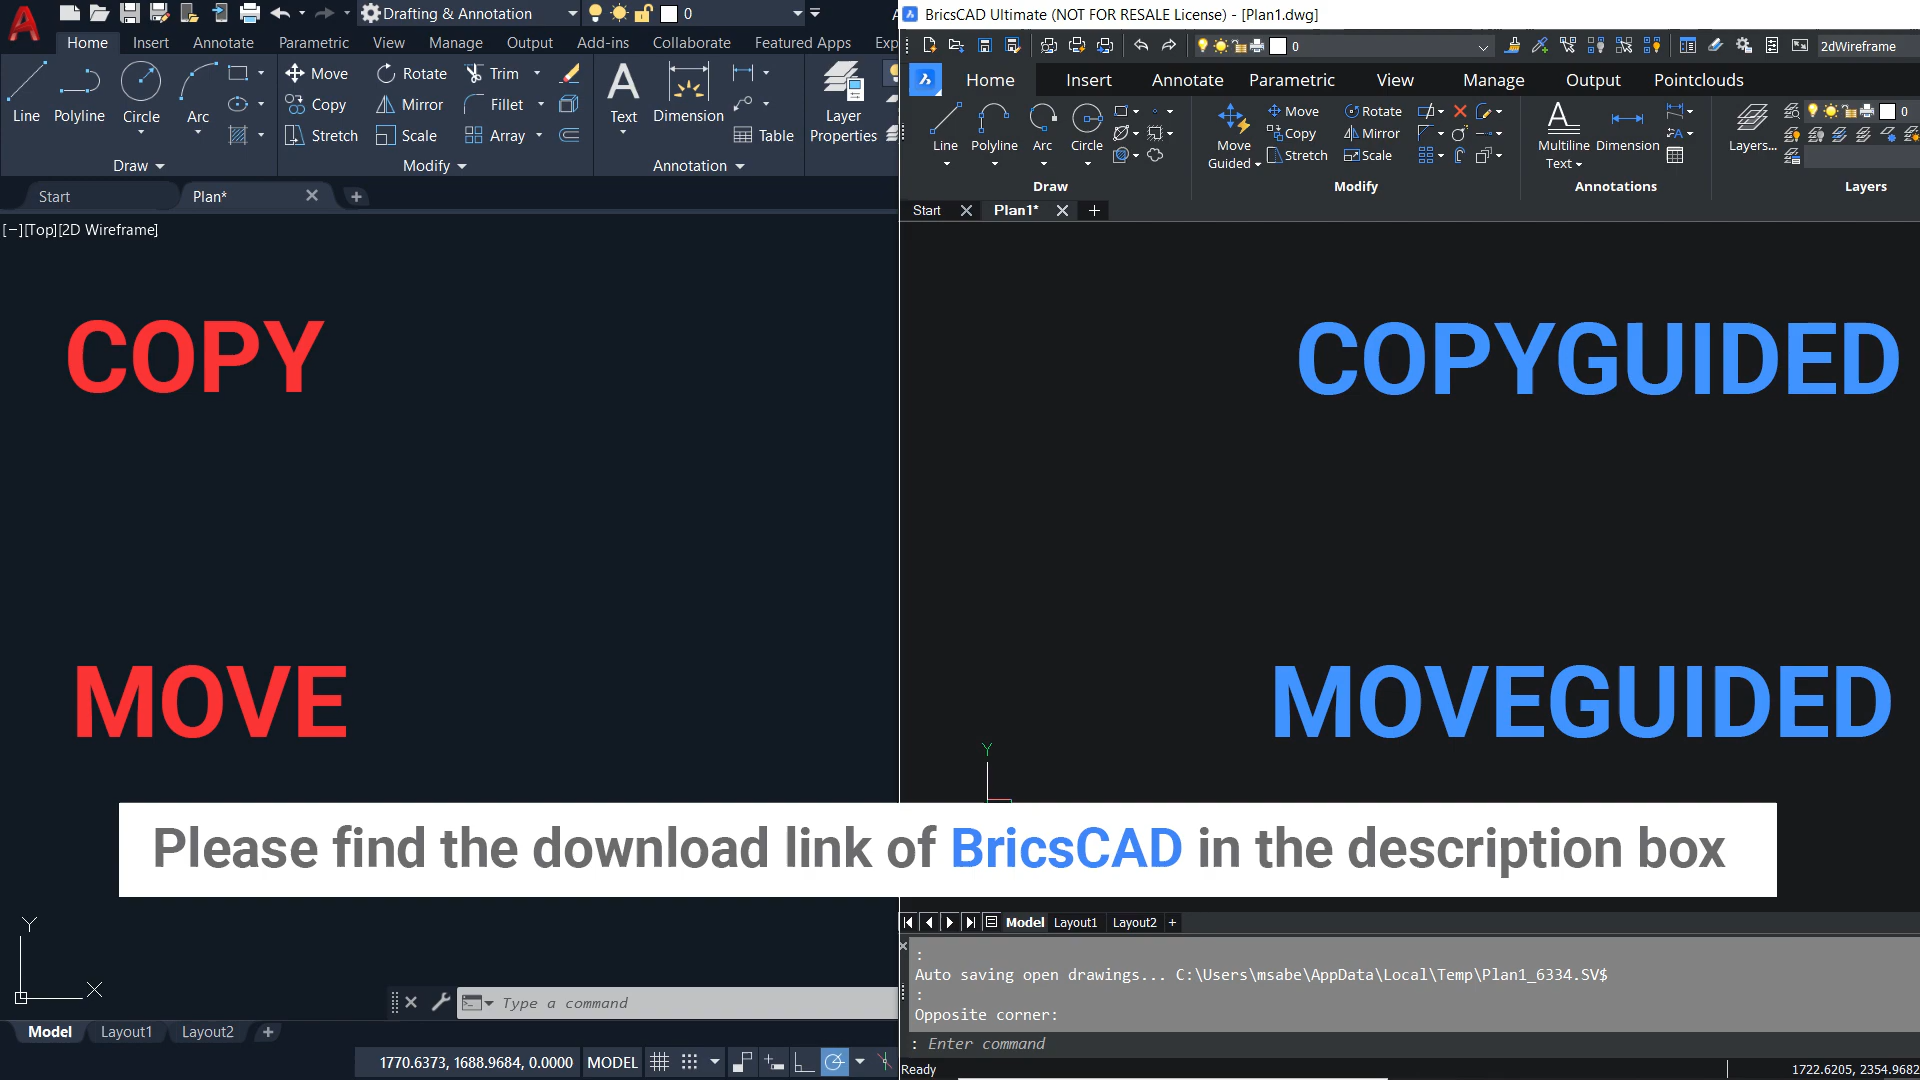 Drafting & Annotation
0
Home Insert Annotate Parametric View Manage Output Add-ins Collaborate Featured Apps Exp
Line Polyline Circle Arc
Move Rotate Trim
Copy Mirror Fillet
Stretch Scale Array
Text Dimension Table
Layer
Properties
Draw Modify Annotation
Start Plan*
[−][Top][2D Wireframe]
COPY
MOVE
Y
X
Type a command
Model Layout1 Layout2
1770.6373, 1688.9684, 0.0000 MODEL
BricsCAD Ultimate (NOT FOR RESALE License) - [Plan1.dwg]
0
2dWireframe
Home Insert Annotate Parametric View Manage Output Pointclouds
Line Polyline Arc Circle
Move
Guided
Move Rotate
Copy Mirror
Stretch Scale
Multiline
Text
Dimension
Layers...
0
Draw Modify Annotations Layers
Start Plan1*
COPYGUIDED
MOVEGUIDED
Y
Please find the download link of BricsCAD in the description box
Model Layout1 Layout2 +
:
Auto saving open drawings... C:\Users\msabe\AppData\Local\Temp\Plan1_6334.SV$
:
Opposite corner:
: Enter command
Ready
1722.6205, 2354.9682